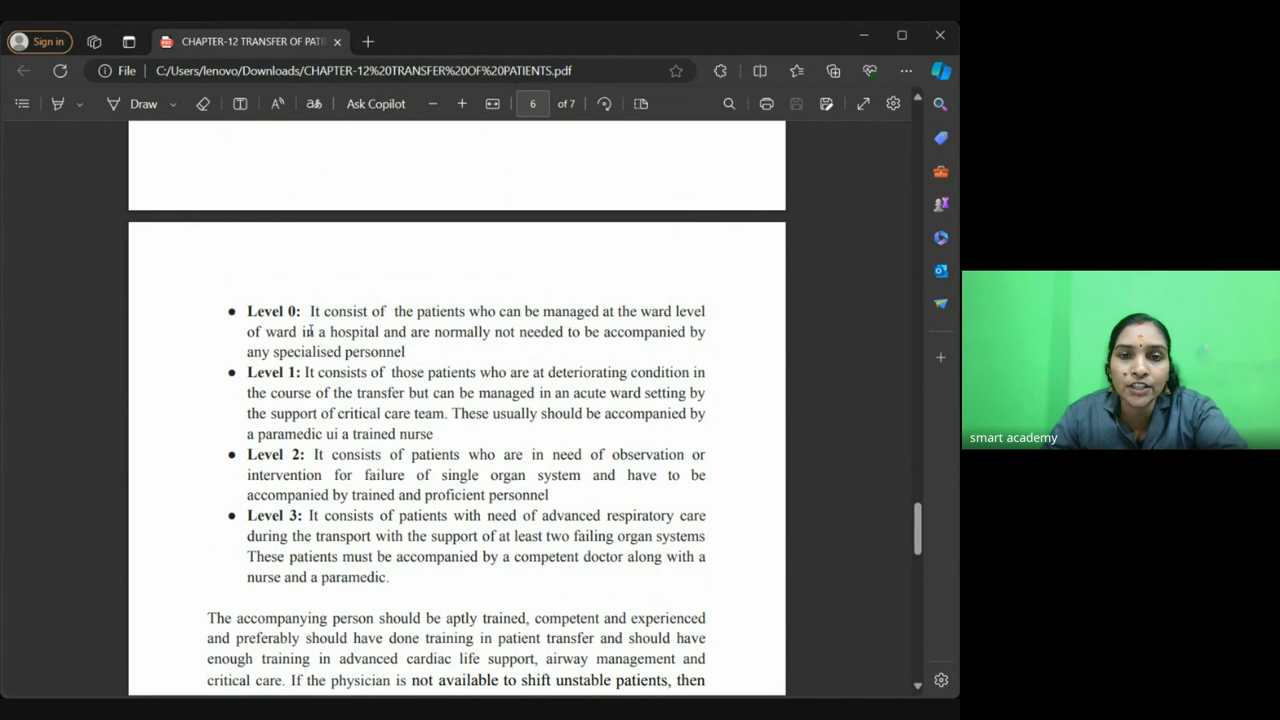 Sign in
CHAPTER-12 TRANSFER OF PATI
File
C:/Users/lenovo/Downloads/CHAPTER-12%20TRANSFER%20OF%20PATIENTS.pdf
Draw
Ask Copilot
6
of 7
● Level 0: It consist of the patients who can be managed at the ward level
of ward in a hospital and are normally not needed to be accompanied by
any specialised personnel
● Level 1: It consists of those patients who are at deteriorating condition in
the course of the transfer but can be managed in an acute ward setting by
the support of critical care team. These usually should be accompanied by
a paramedic ui a trained nurse
● Level 2: It consists of patients who are in need of observation or
intervention for failure of single organ system and have to be
accompanied by trained and proficient personnel
● Level 3: It consists of patients with need of advanced respiratory care
during the transport with the support of at least two failing organ systems
These patients must be accompanied by a competent doctor along with a
nurse and a paramedic.
The accompanying person should be aptly trained, competent and experienced
and preferably should have done training in patient transfer and should have
enough training in advanced cardiac life support, airway management and
critical care. If the physician is not available to shift unstable patients, then
smart academy